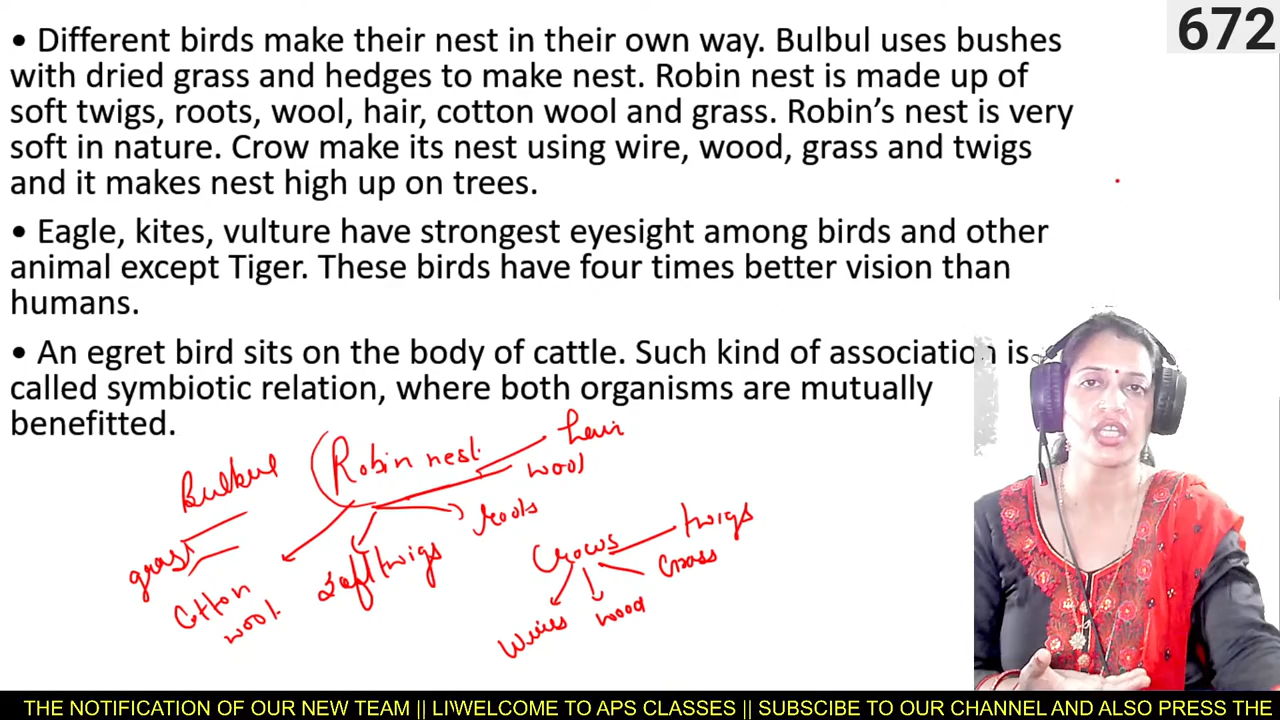 672
• Different birds make their nest in their own way. Bulbul uses bushes
with dried grass and hedges to make nest. Robin nest is made up of
soft twigs, roots, wool, hair, cotton wool and grass. Robin's nest is very
soft in nature. Crow make its nest using wire, wood, grass and twigs
and it makes nest high up on trees.
• Eagle, kites, vulture have strongest eyesight among birds and other
animal except Tiger. These birds have four times better vision than
humans.
• An egret bird sits on the body of cattle. Such kind of association is
called symbiotic relation, where both organisms are mutually
benefitted.
Bulbul
Robin nest
hair
wool
roots
grass
Cotton
wool.
Soft twigs
Crows
twigs
Grass
wood
Wires
THE NOTIFICATION OF OUR NEW TEAM || LI\WELCOME TO APS CLASSES || SUBSCRIBE TO OUR CHANNEL AND ALSO PRESS THE